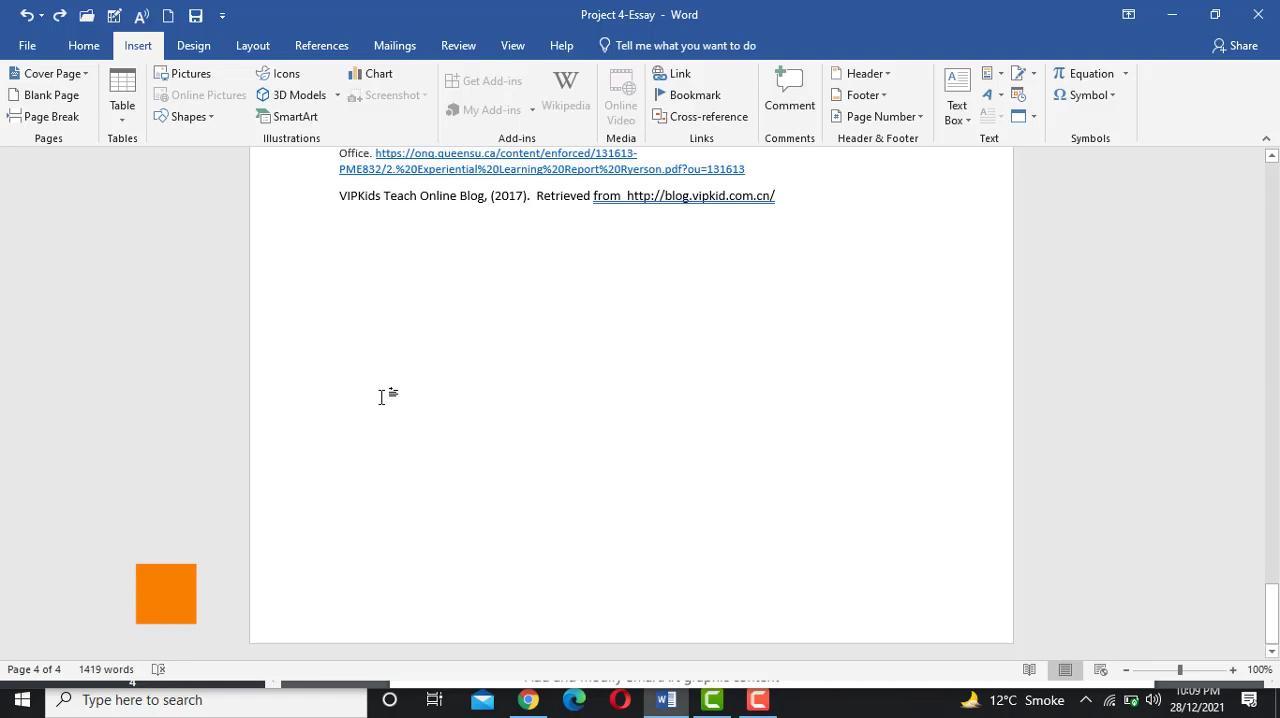 Project 4-Essay - Word
File Home Insert Design Layout References Mailings Review View Help Tell me what you want to do Share
Cover Page
Blank Page
Page Break
Pages
Table
Tables
Pictures
Online Pictures
Shapes
Icons
3D Models
SmartArt
Chart
Screenshot
Illustrations
Get Add-ins
My Add-ins
Wikipedia
Add-ins
Online
Video
Media
Link
Bookmark
Cross-reference
Links
Comment
Comments
Header
Footer
Page Number
Header & Footer
Text
Box
Text
Equation
Symbol
Symbols
Office. https://onq.queensu.ca/content/enforced/131613-
PME832/2.%20Experiential%20Learning%20Report%20Ryerson.pdf?ou=131613
VIPKids Teach Online Blog, (2017). Retrieved from http://blog.vipkid.com.cn/
Page 4 of 4 1419 words 100%
Type here to search
12°C Smoke
10:09 PM
28/12/2021